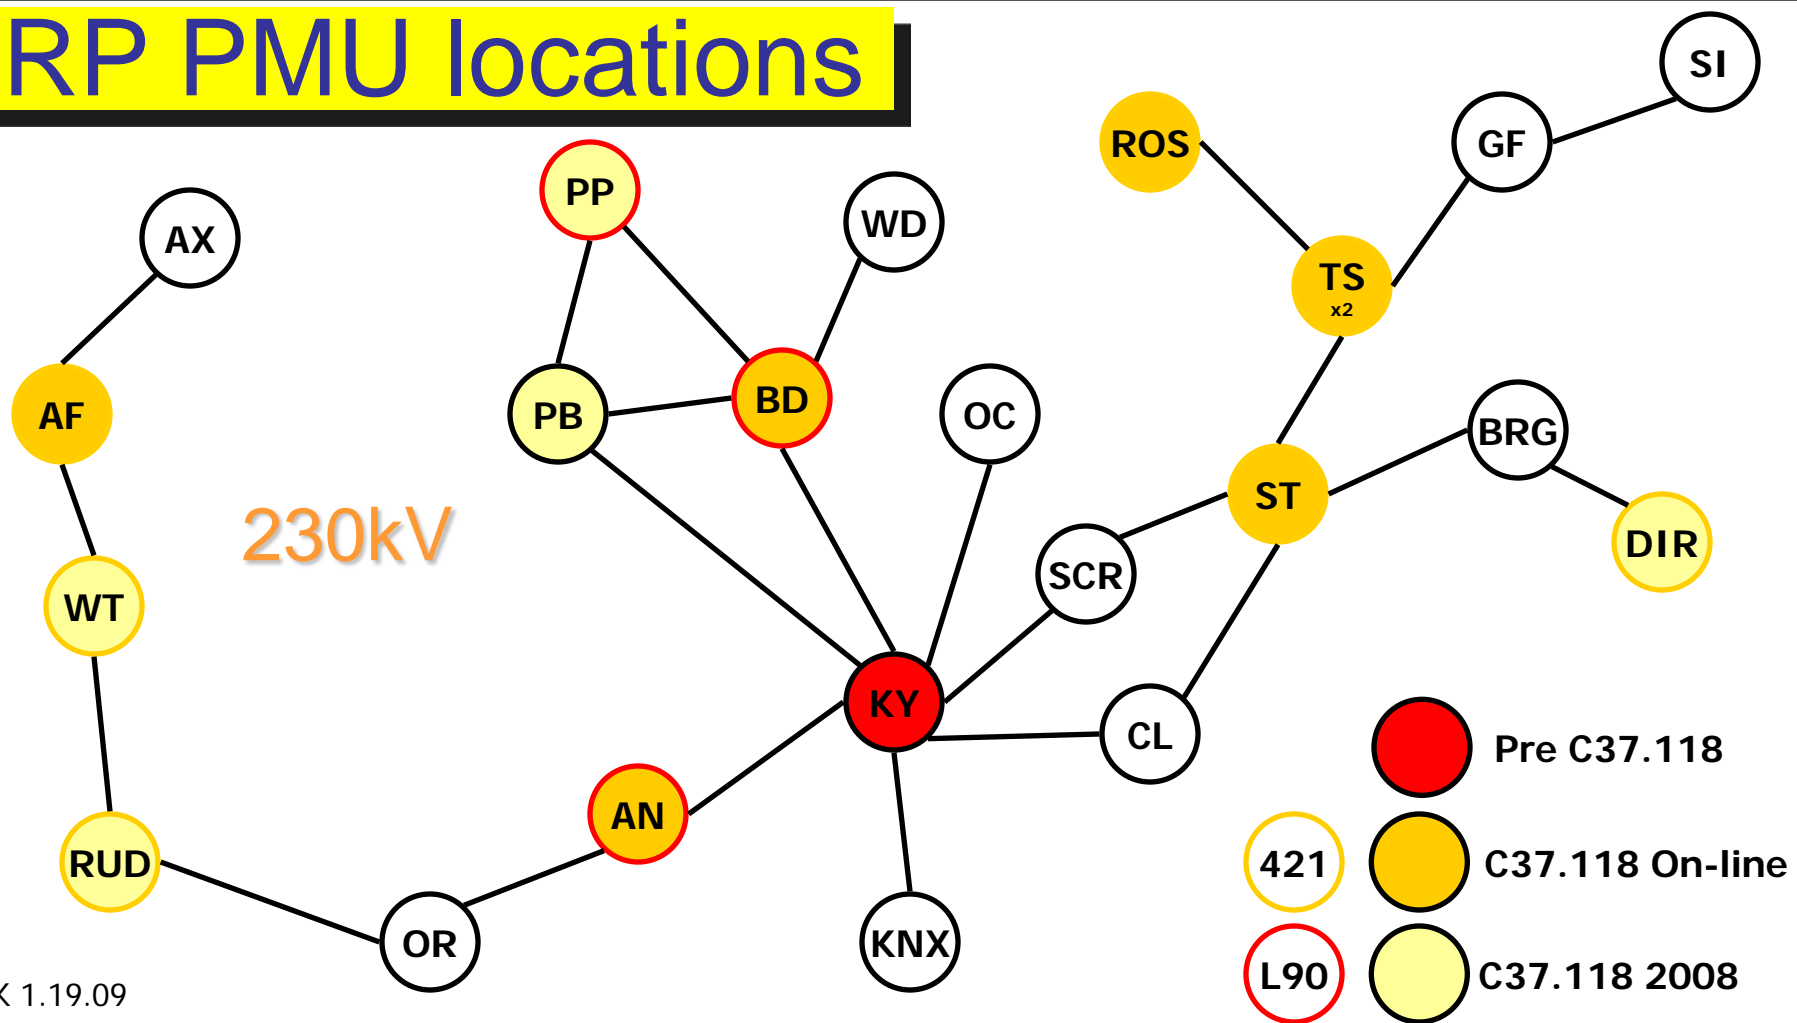 RP PMU locations
SI
ROS
GF
PP
WD
AX
TS
x2
AF
PB
BD
OC
BRG
ST
230kV
DIR
SCR
WT
KY
CL
Pre C37.118
AN
RUD
421
C37.118 On-line
OR
KNX
L90
C37.118 2008
K 1.19.09